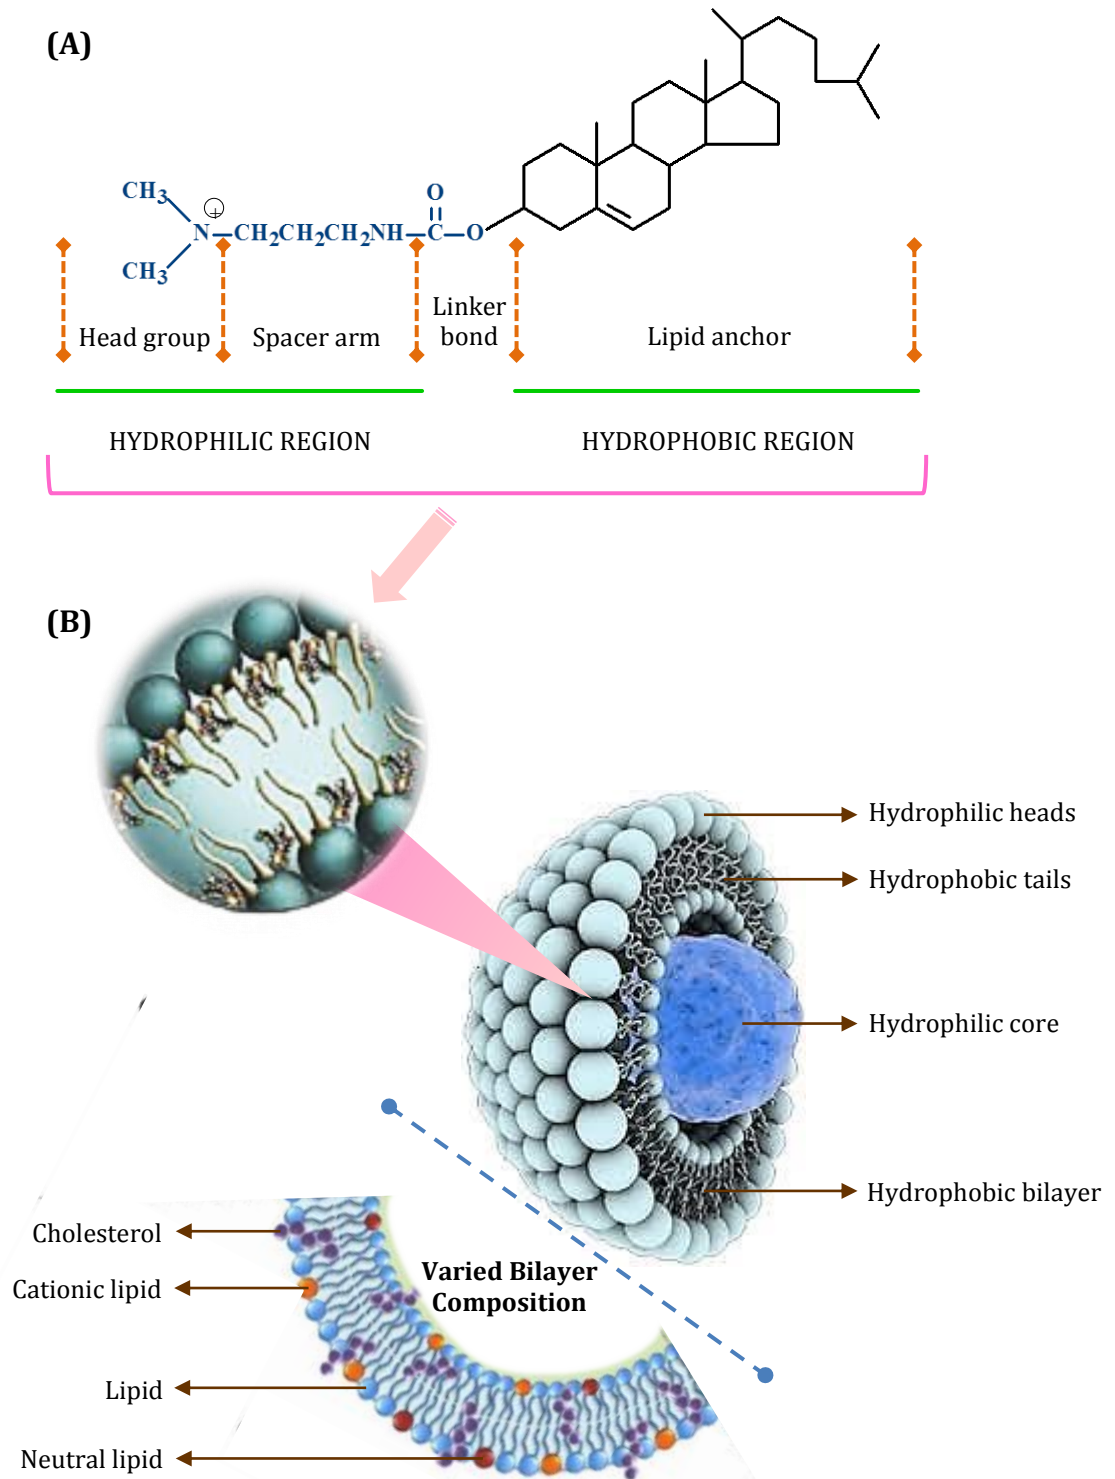 (A)
CH₃
CH₃
N
+
CH₂CH₂CH₂NH
C
O
O
Head group
Spacer arm
Linker
bond
Lipid anchor
HYDROPHILIC REGION
HYDROPHOBIC REGION
(B)
Hydrophilic heads
Hydrophobic tails
Hydrophilic core
Hydrophobic bilayer
Varied Bilayer
Composition
Cholesterol
Cationic lipid
Lipid
Neutral lipid